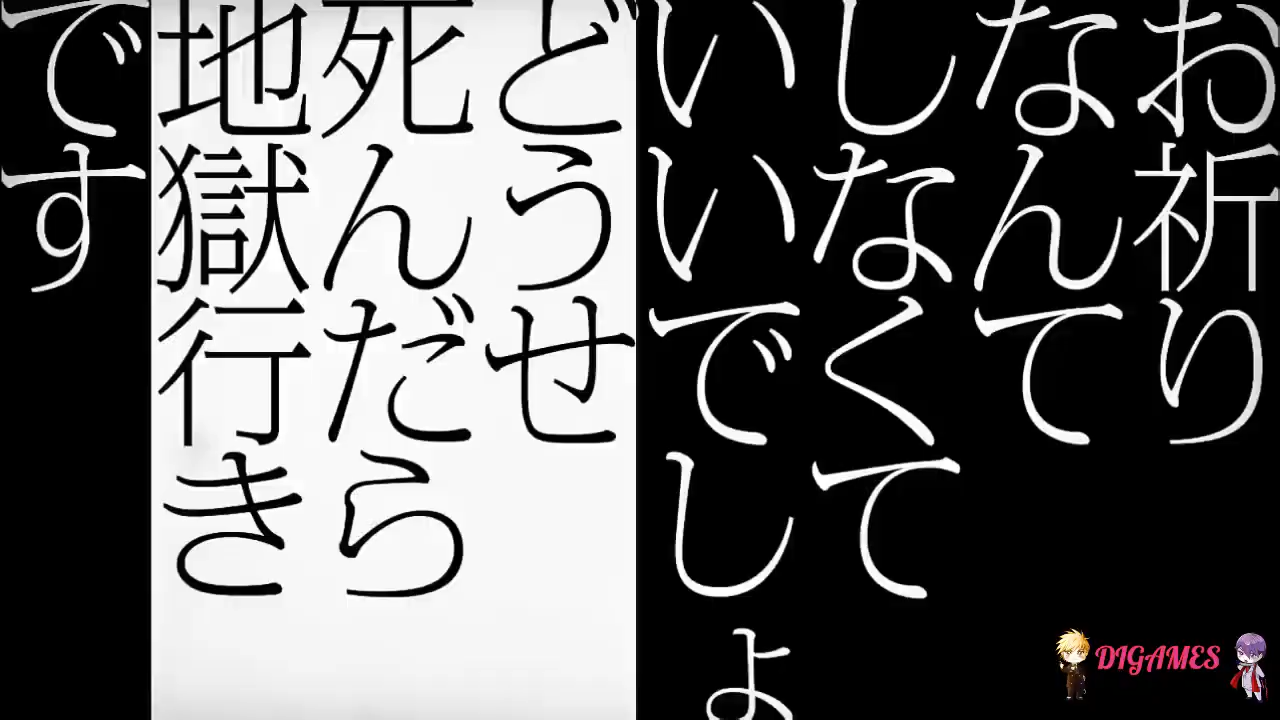 お祈り
なんて
しなくて
いいでしょ
どうせ
死んだら
地獄行き
です
DIGAMES